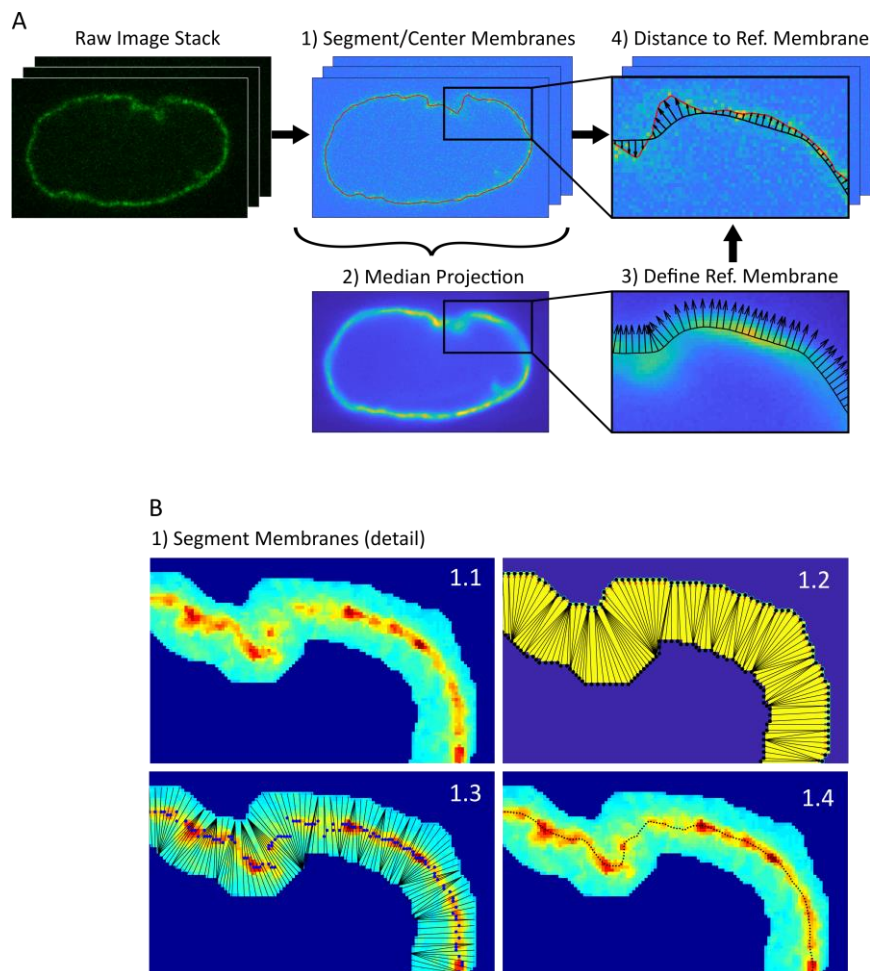 A
Raw Image Stack
1) Segment/Center Membranes
4) Distance to Ref. Membrane
2) Median Projection
3) Define Ref. Membrane
B
1) Segment Membranes (detail)
1.1
1.2
1.3
1.4